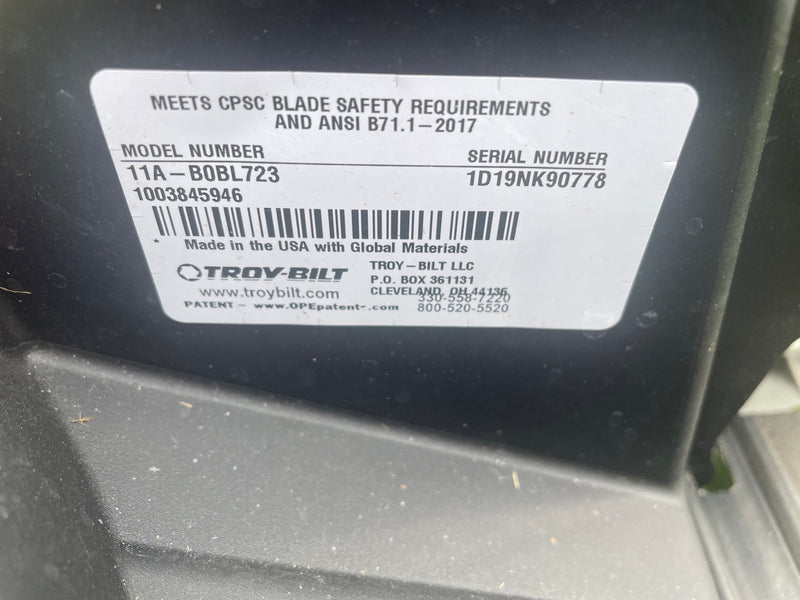 MEETS CPSC BLADE SAFETY REQUIREMENTS
AND ANSI B71.1-2017
MODEL NUMBER
SERIAL NUMBER
11A-B0BL723
1D19NK90778
1003845946
* Made in the USA with Global Materials
TROY-BILT
TROY-BILT LLC
P.O. BOX 361131
CLEVELAND, OH 44136
www.troybilt.com
330-558-7220
PATENT - www.OPEpatent-.com
800-520-5520